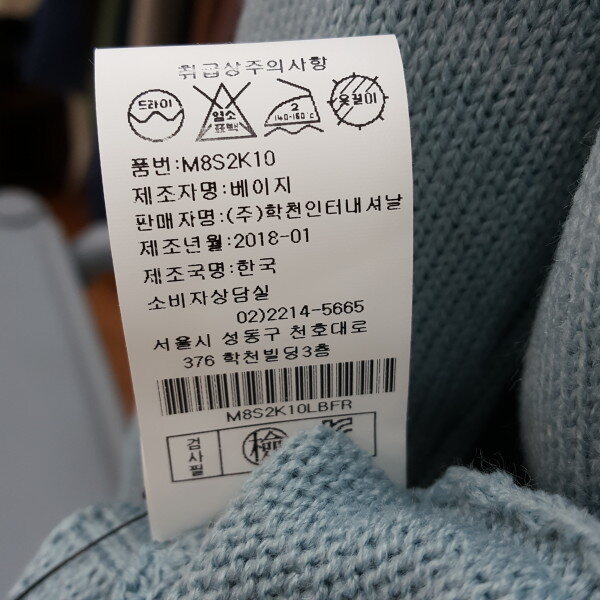 취급상주의사항
드라이 염소표백 2 140-160℃ 옷걸이
품번:M8S2K10
제조자명:베이지
판매자명:(주)학천인터내셔날
제조년월:2018-01
제조국명:한국
소비자상담실
02)2214-5665
서울시 성동구 천호대로
376 학천빌딩3층
M8S2K10LBFR
검사필 檢